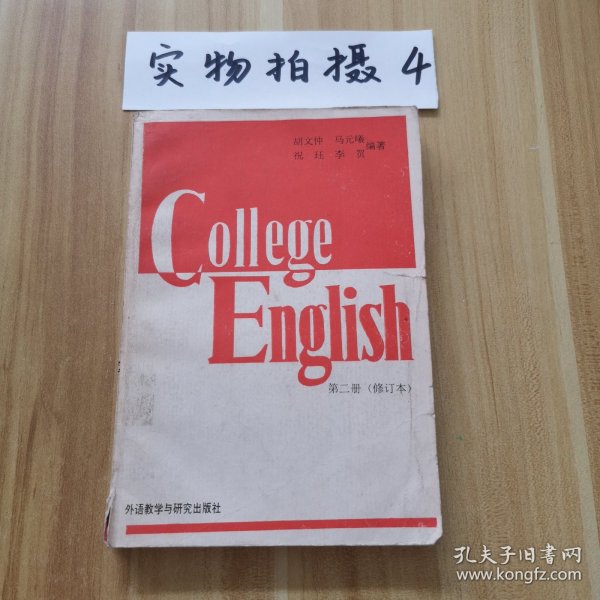 实物拍摄4
胡文仲 马元曦
祝珏 李贺 编著
College
English
第二册（修订本）
外语教学与研究出版社
孔夫子旧书网
www.kongfz.com